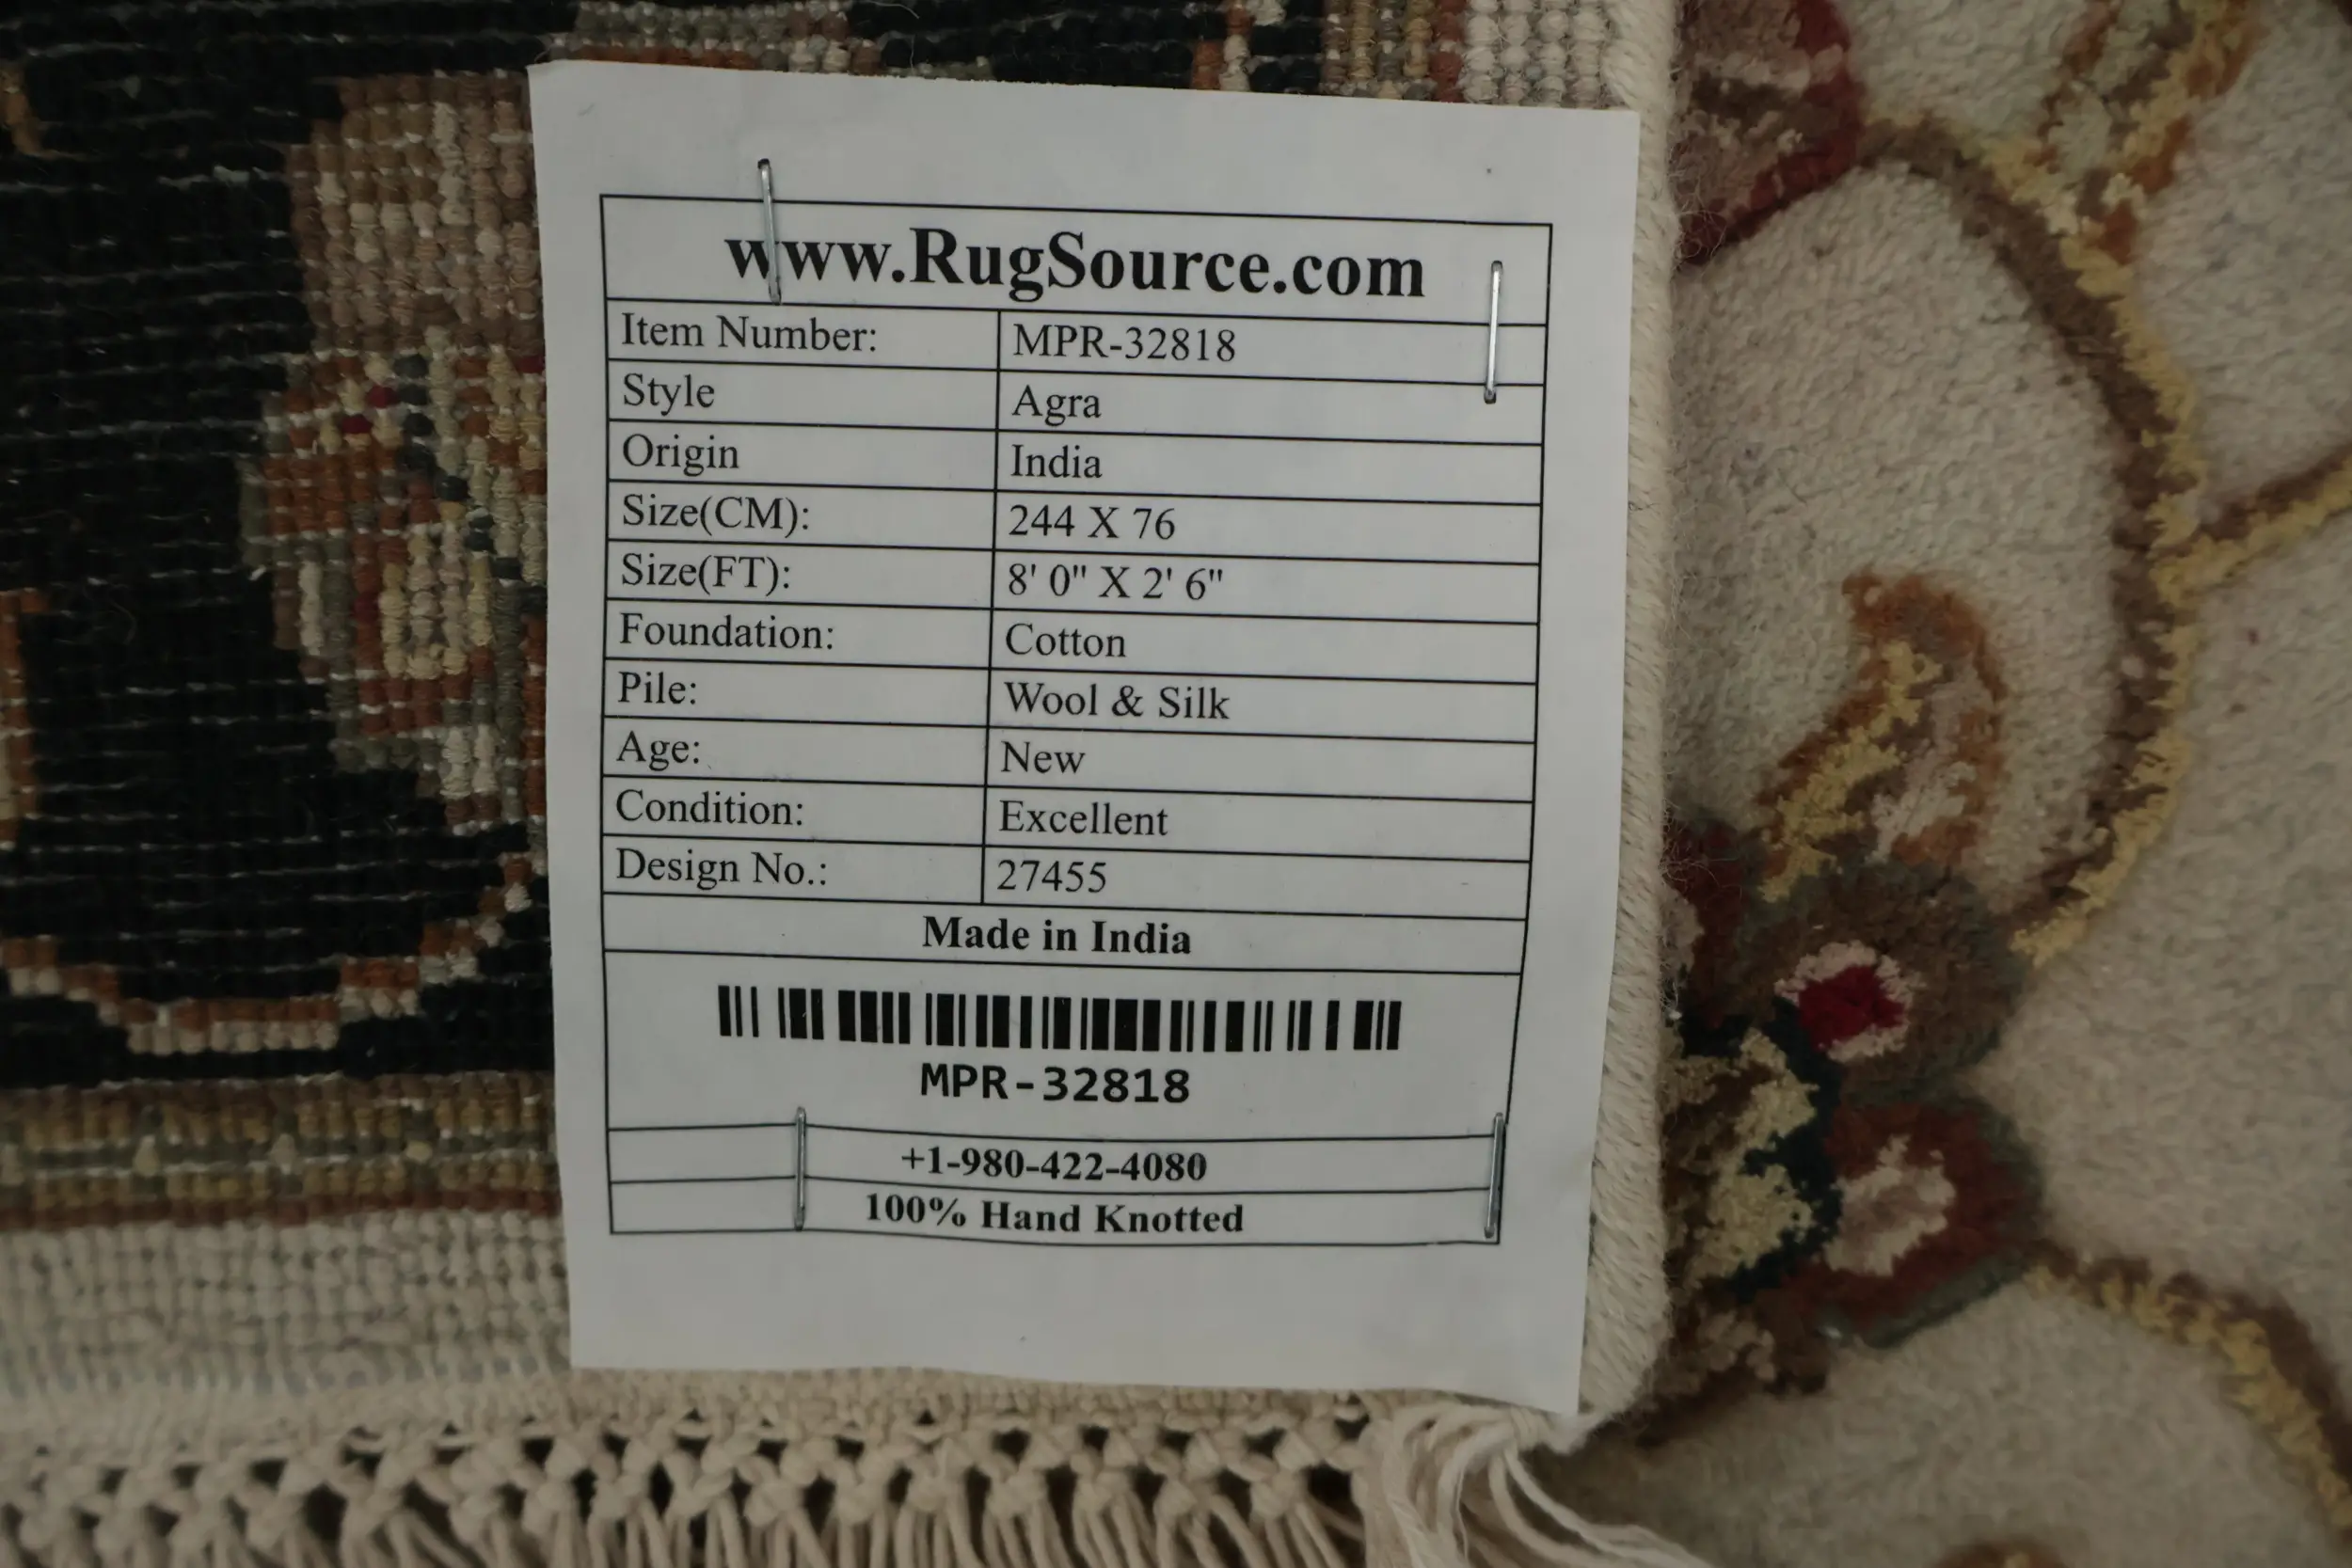 www.RugSource.com
Item Number: MPR-32818
Style Agra
Origin India
Size(CM): 244 X 76
Size(FT): 8' 0" X 2' 6"
Foundation: Cotton
Pile: Wool & Silk
Age: New
Condition: Excellent
Design No.: 27455
Made in India
MPR-32818
+1-980-422-4080
100% Hand Knotted